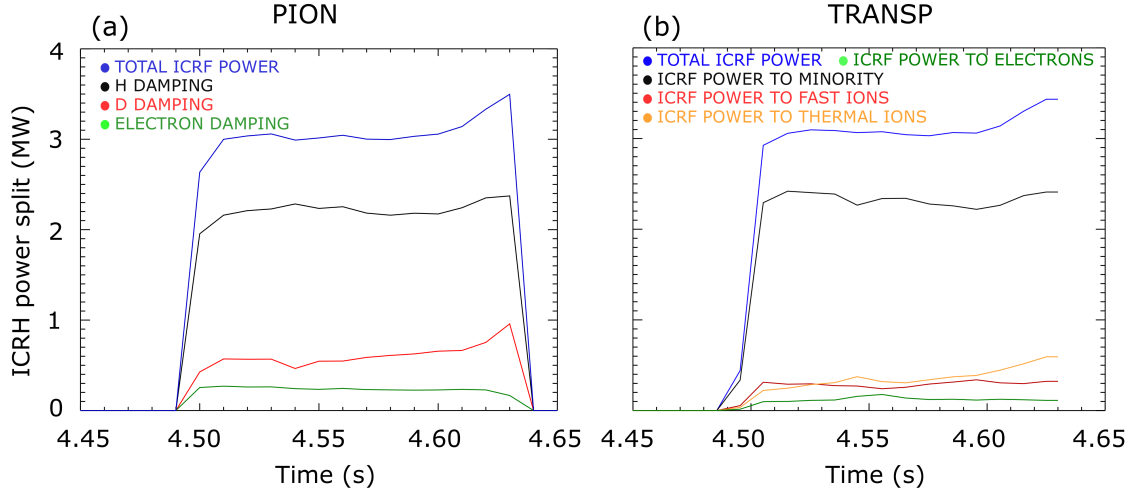 PION
(a)
TOTAL ICRF POWER
H DAMPING
D DAMPING
ELECTRON DAMPING
ICRH power split (MW)
4
3
2
1
0
4.45 4.50 4.55 4.60 4.65
Time (s)
TRANSP
(b)
TOTAL ICRF POWER ICRF POWER TO ELECTRONS
ICRF POWER TO MINORITY
ICRF POWER TO FAST IONS
ICRF POWER TO THERMAL IONS
4.45 4.50 4.55 4.60 4.65
Time (s)